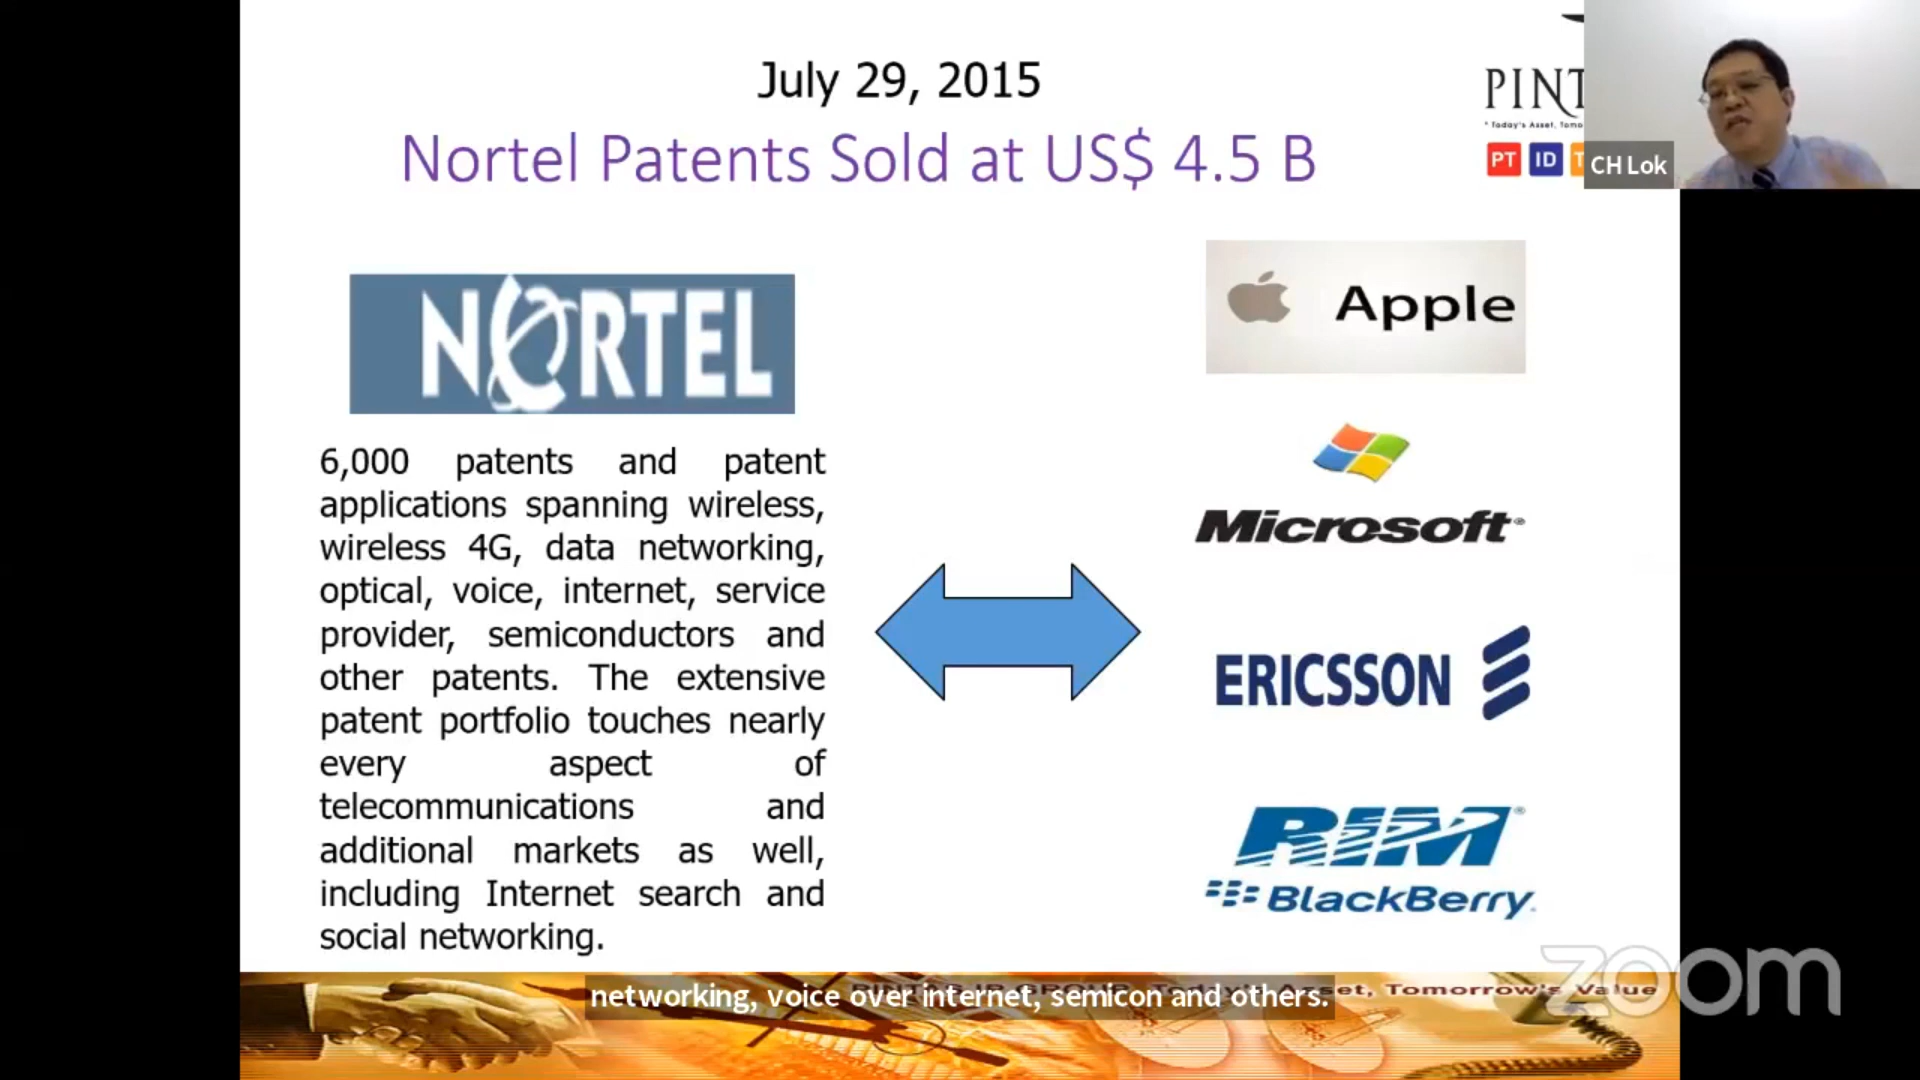 July 29, 2015
Nortel Patents Sold at US$ 4.5 B
PINT
"Today's Asset, Tomo
PT ID T
CH Lok
NORTEL
Apple
6,000 patents and patent
applications spanning wireless,
wireless 4G, data networking,
optical, voice, internet, service
provider, semiconductors and
other patents. The extensive
patent portfolio touches nearly
every aspect of
telecommunications and
additional markets as well,
including Internet search and
social networking.
Microsoft®
ERICSSON
RIM®
BlackBerry.
networking, voice over internet, semicon and others.
et, Tomorrow's Value
zoom